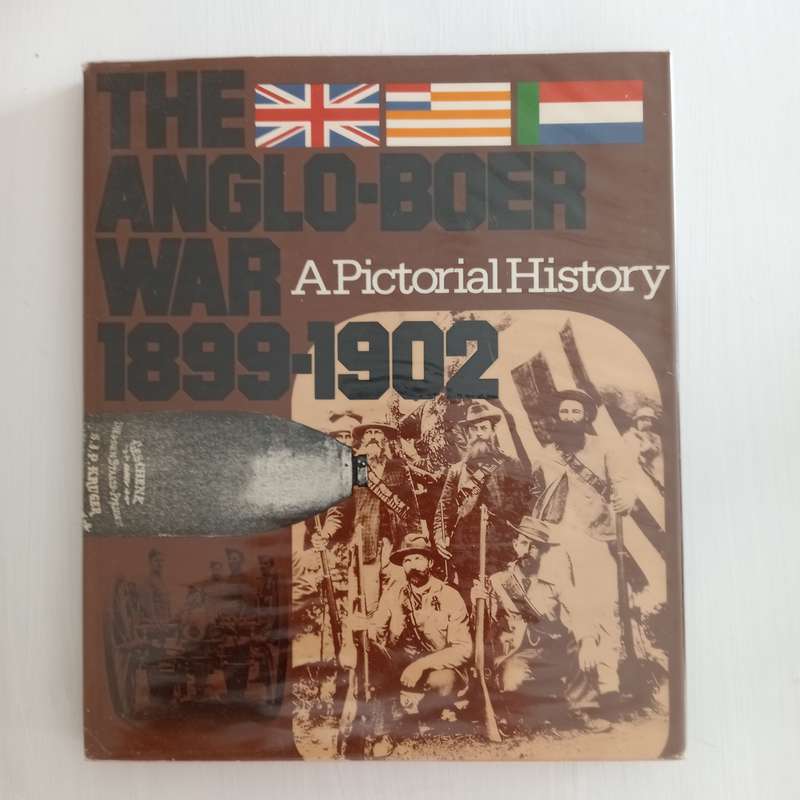 THE
ANGLO-BOER
WAR
A Pictorial History
1899-1902
S.J.P. KRUGER